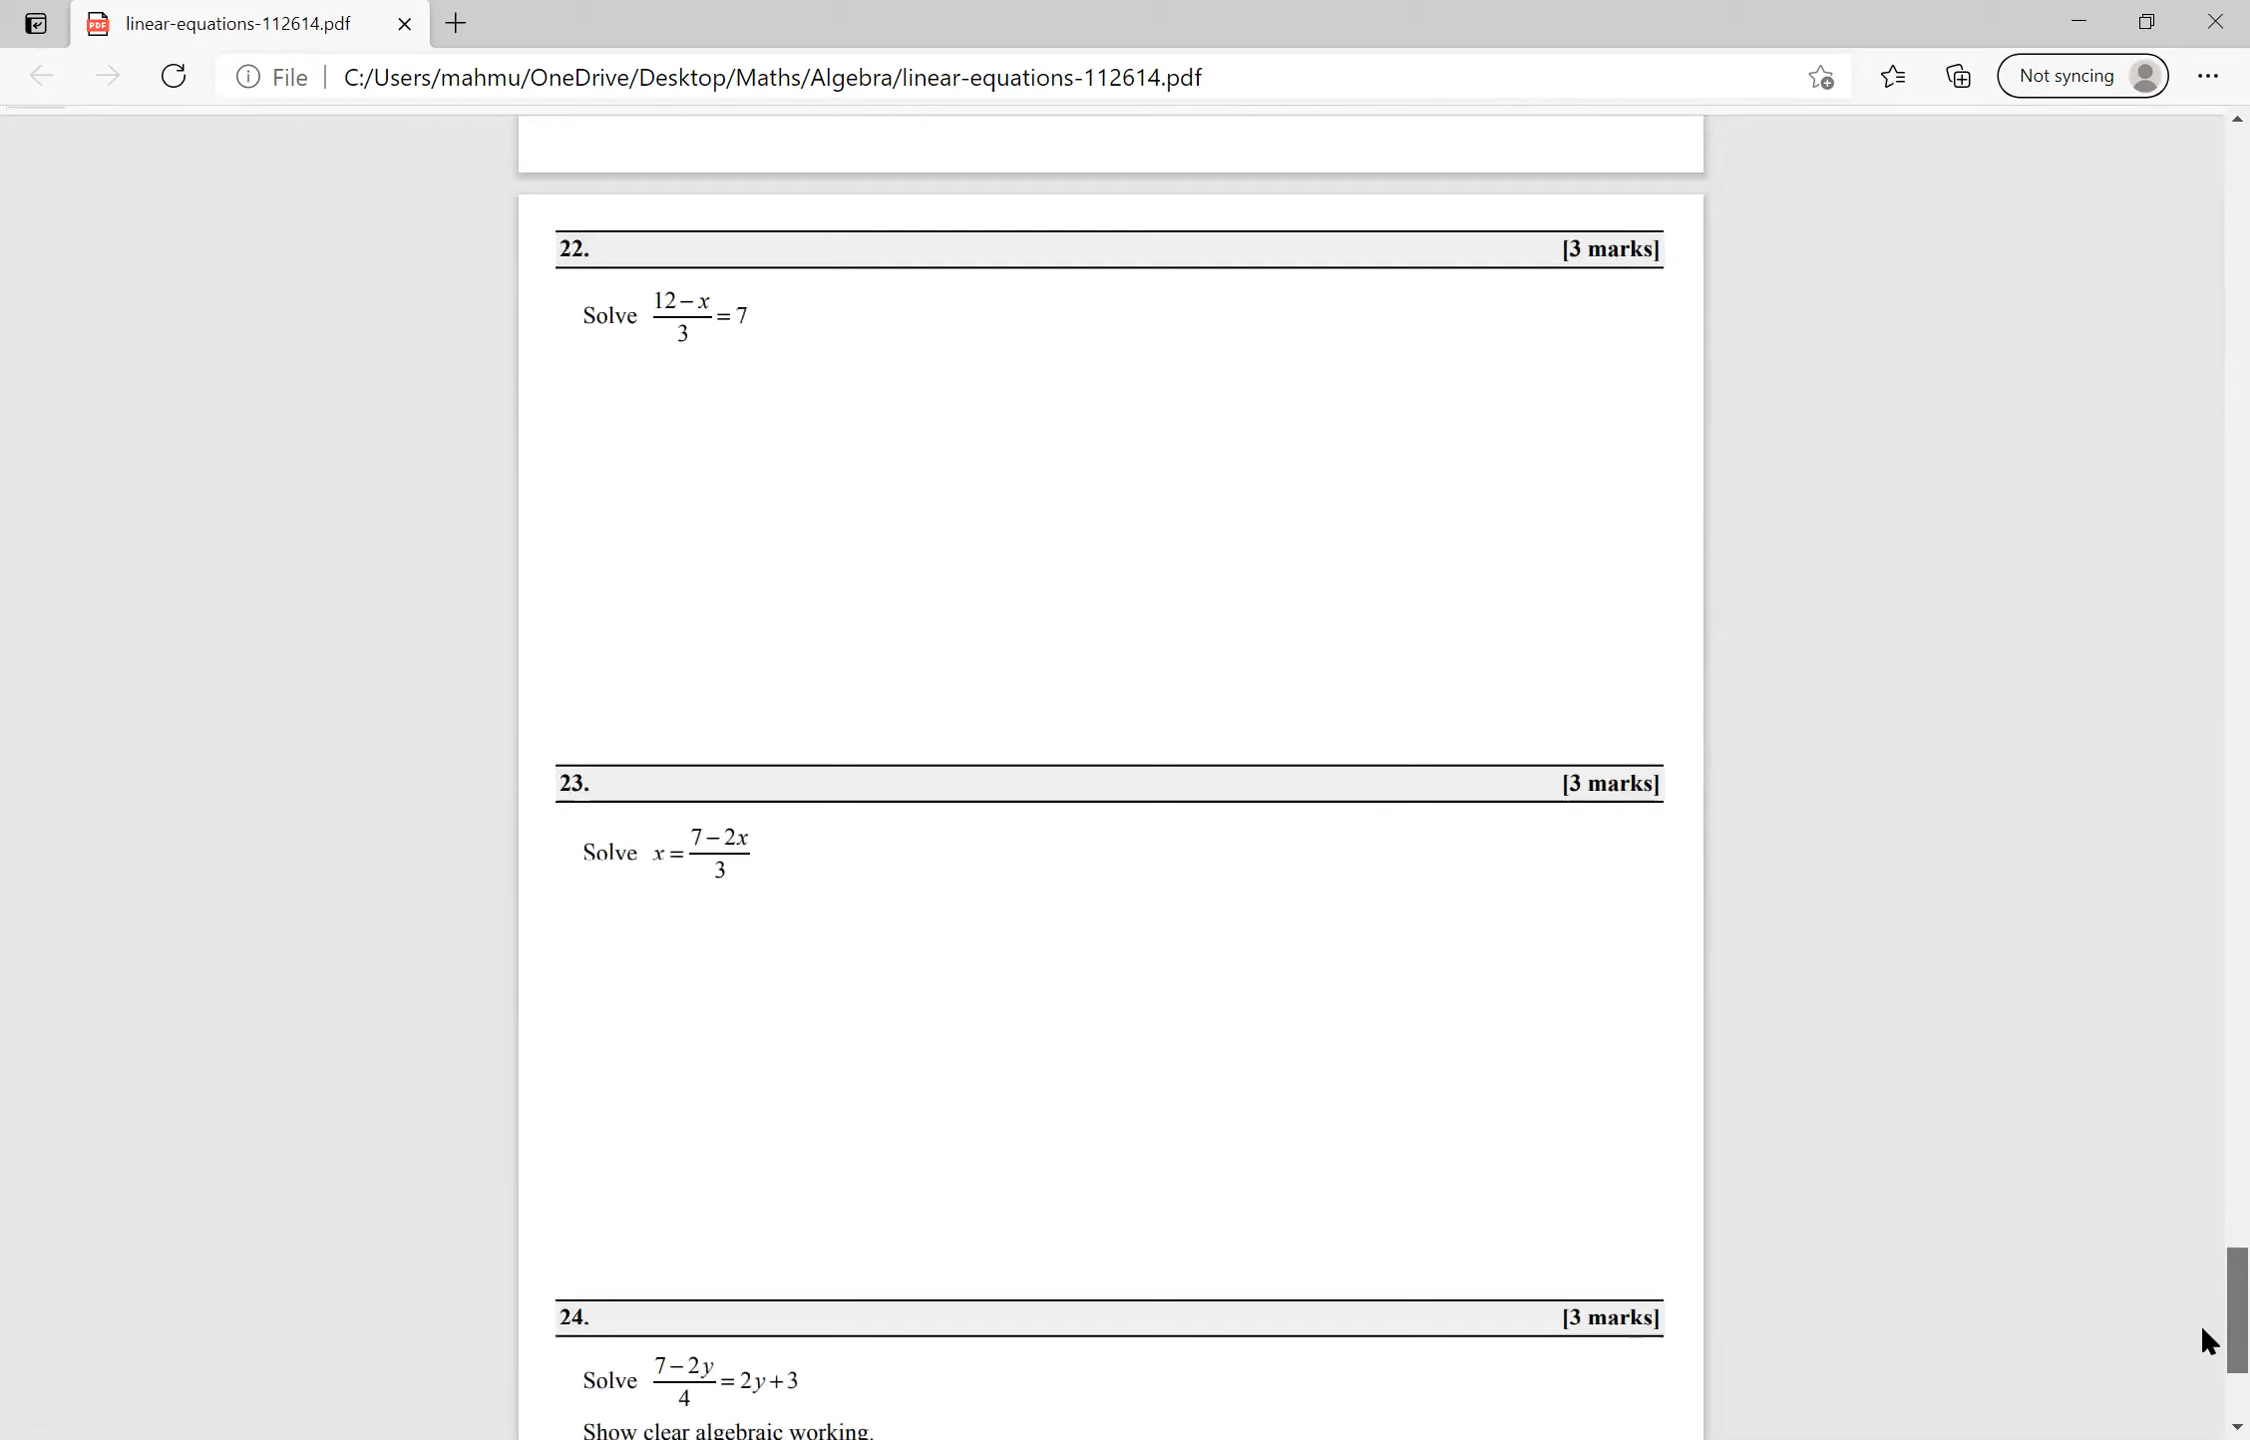 linear-equations-112614.pdf
File | C:/Users/mahmu/OneDrive/Desktop/Maths/Algebra/linear-equations-112614.pdf
Not syncing
22. [3 marks]
Solve (12 − x)/3 = 7
23. [3 marks]
Solve x = (7 − 2x)/3
24. [3 marks]
Solve (7 − 2y)/4 = 2y + 3
Show clear algebraic working.